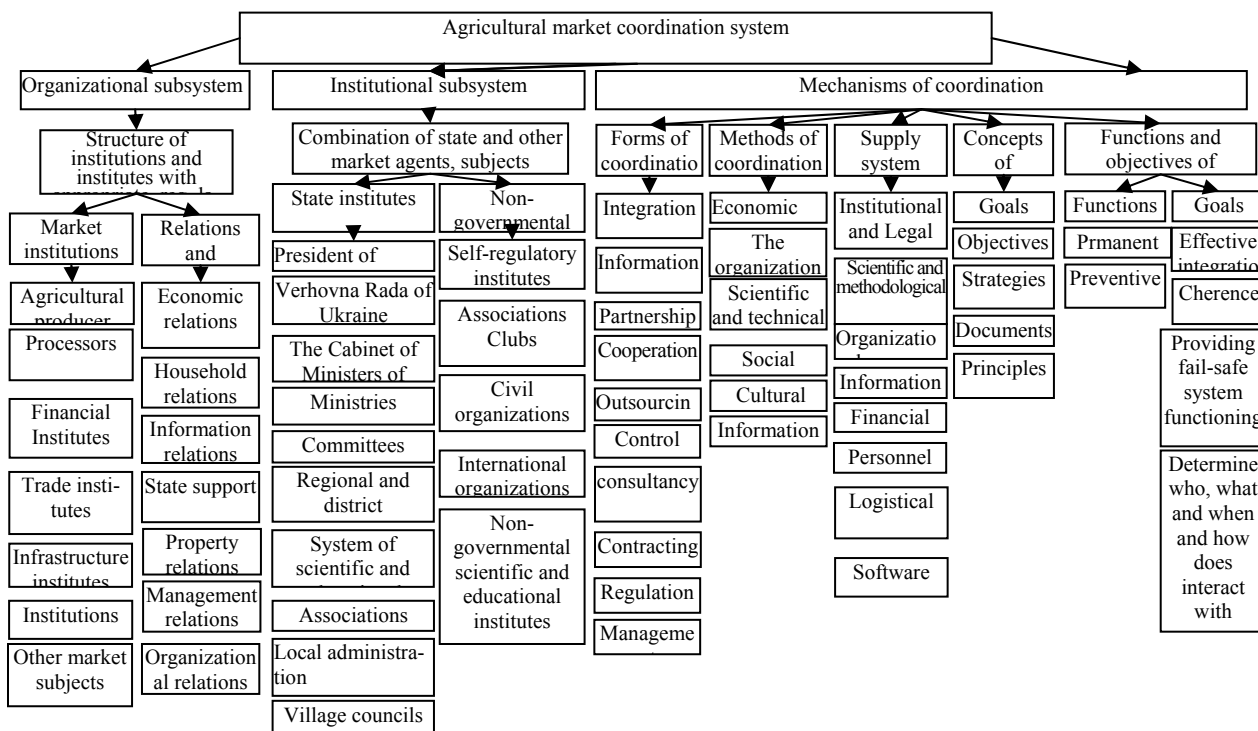 Agricultural market coordination system
Organizational subsystem
Institutional subsystem
Mechanisms of coordination
Structure of
institutions and
institutes with
Combination of state and other
market agents, subjects
Forms of
coordinatio
Methods of
coordination
Supply
system
Concepts
of
Functions and
objectives of
Market
institutions
Agricultural
producer
Processors
Financial
Institutes
Trade insti-
tutes
Infrastructure
institutes
Institutions
Other market
subjects
Relations
and
Economic
relations
Household
relations
Information
relations
State support
Property
relations
Management
relations
Organization
al relations
State institutes
President of
Verhovna Rada of
Ukraine
The Cabinet of
Ministers of
Ministries
Committees
Regional and
district
System of
scientific and
Associations
Local administra-
tion
Village councils
Non-
governmental
Self-regulatory
institutes
Associations
Clubs
Civil
organizations
International
organizations
Non-
governmental
scientific and
educational
institutes
Integration
Information
Partnership
Cooperation
Outsourcin
Control
consultancy
Contracting
Regulation
Manageme
Economic
The
organization
Scientific
and technical
Social
Cultural
Information
Institutional
and Legal
Scientific and
methodological
Organizatio
Information
Financial
Personnel
Logistical
Software
Goals
Objectives
Strategies
Documents
Principles
Functions
Prmanent
Preventive
Goals
Effective
integration
Cherence
Providing
fail-safe
system
functioning
Determine
who, what
and when
and how
does
interact
with